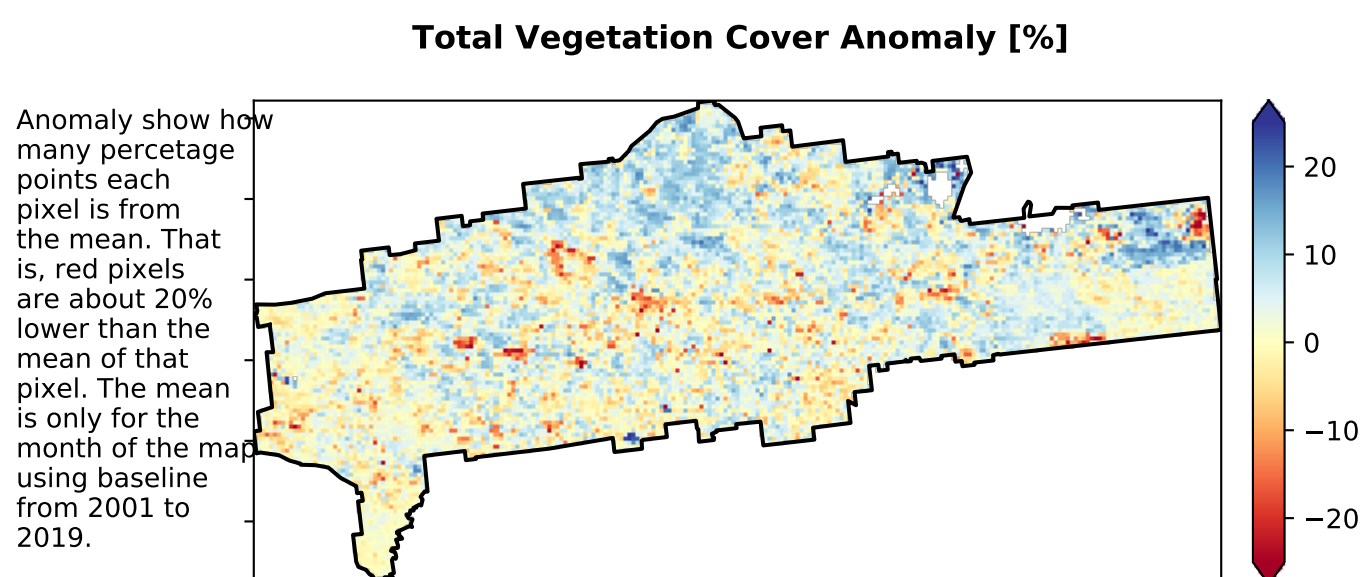 Total Vegetation Cover Anomaly [%]
Anomaly show how
many percetage
points each
pixel is from
the mean. That
is, red pixels
are about 20%
lower than the
mean of that
pixel. The mean
is only for the
month of the map
using baseline
from 2001 to
2019.
20
10
0
−10
−20